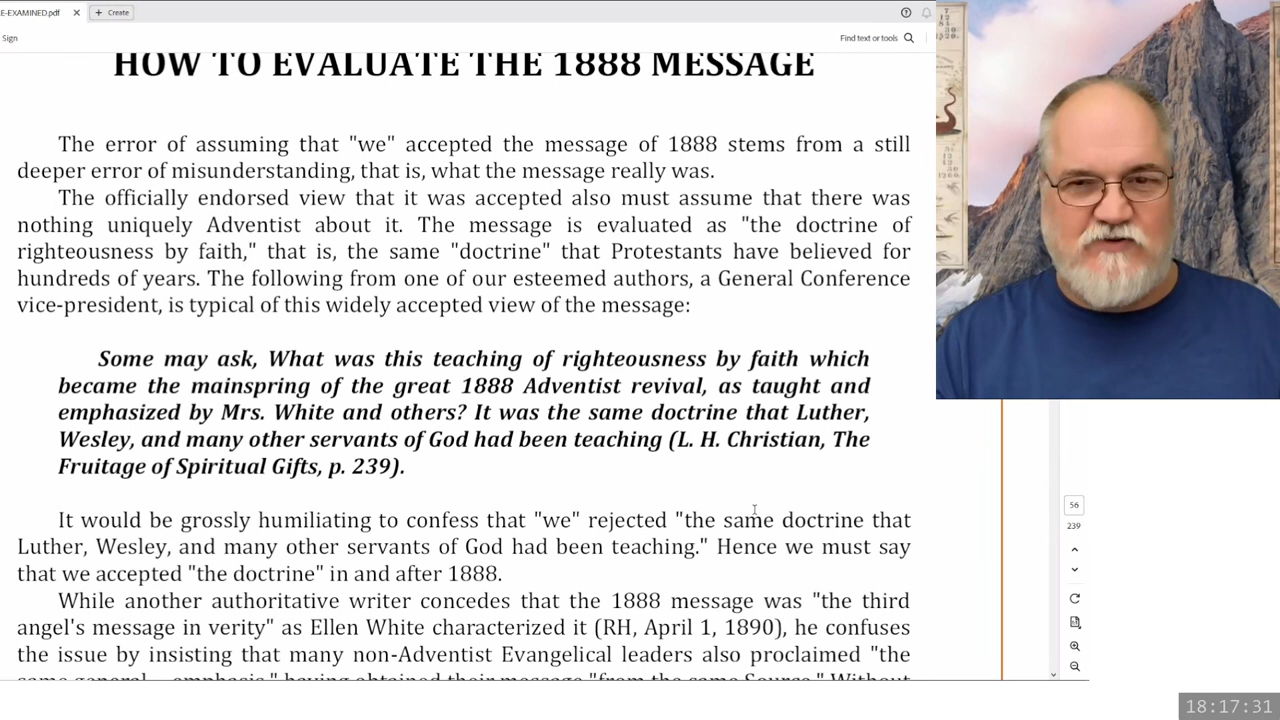 E-EXAMINED.pdf
Create
Sign
Find text or tools
HOW TO EVALUATE THE 1888 MESSAGE
The error of assuming that "we" accepted the message of 1888 stems from a still
deeper error of misunderstanding, that is, what the message really was.
The officially endorsed view that it was accepted also must assume that there was
nothing uniquely Adventist about it. The message is evaluated as "the doctrine of
righteousness by faith," that is, the same "doctrine" that Protestants have believed for
hundreds of years. The following from one of our esteemed authors, a General Conference
vice-president, is typical of this widely accepted view of the message:
Some may ask, What was this teaching of righteousness by faith which
became the mainspring of the great 1888 Adventist revival, as taught and
emphasized by Mrs. White and others? It was the same doctrine that Luther,
Wesley, and many other servants of God had been teaching (L. H. Christian, The
Fruitage of Spiritual Gifts, p. 239).
It would be grossly humiliating to confess that "we" rejected "the same doctrine that
Luther, Wesley, and many other servants of God had been teaching." Hence we must say
that we accepted "the doctrine" in and after 1888.
While another authoritative writer concedes that the 1888 message was "the third
angel's message in verity" as Ellen White characterized it (RH, April 1, 1890), he confuses
the issue by insisting that many non-Adventist Evangelical leaders also proclaimed "the
same general... emphasis," having obtained their message "from the same Source." Without
56
239
18:17:31